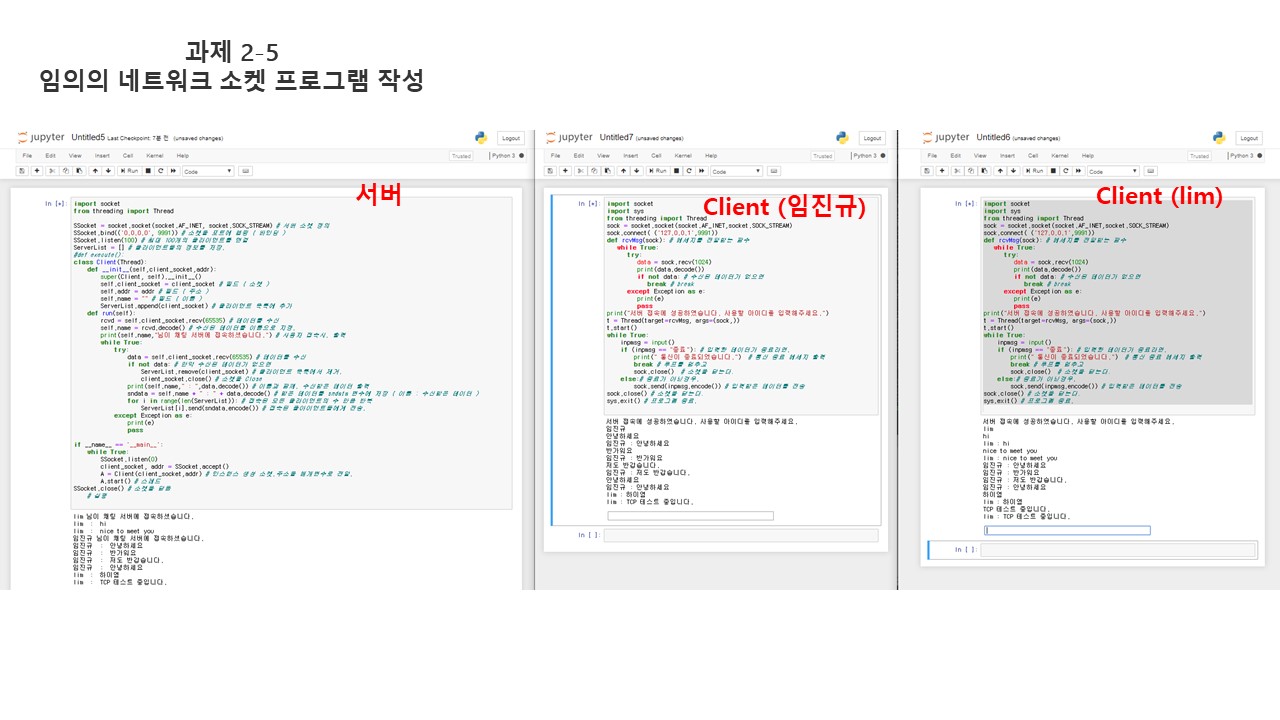 과제 2-5
임의의 네트워크 소켓 프로그램 작성
jupyter Untitled5 Last Checkpoint: 7분 전 (unsaved changes) Logout
File Edit View Insert Cell Kernel Help Trusted Python 3
Run Code
서버
In [*]:
import socket
from threading import Thread
SSocket = socket.socket(socket.AF_INET, socket.SOCK_STREAM) # 서버 소켓 정의
SSocket.bind(('0.0.0.0', 9991)) # 소켓을 포트에 맵핑 ( 바인딩 )
SSocket.listen(100) # 최대 100개의 클라이언트를 연결
ServerList = [] # 클라이언트들의 정보를 저장.
#def execute():
class Client(Thread):
def __init__(self,client_socket,addr):
super(Client, self).__init__()
self.client_socket = client_socket # 필드 ( 소켓 )
self.addr = addr # 필드 ( 주소 )
self.name = "" # 필드 ( 이름 )
ServerList.append(client_socket) # 클라이언트 목록에 추가
def run(self):
rcvd = self.client_socket.recv(65535) # 데이터를 수신
self.name = rcvd.decode() # 수신된 데이터를 이름으로 지정.
print(self.name,"님이 채팅 서버에 접속하셨습니다.") # 사용자 접속시, 출력
while True:
try:
data = self.client_socket.recv(65535) # 데이터를 수신
if not data: # 만약 수신된 데이터가 없으면
ServerList.remove(client_socket) # 클라이언트 목록에서 제거.
client_socket.close() # 소켓을 Close
print(self.name," : ",data.decode()) # 이름과 함께, 수신받은 데이터 출력
sndata = self.name + " : " + data.decode() # 받은 데이터를 sndata 변수에 저장 ( 이름 : 수신받은 데이터 )
for i in range(len(ServerList)): # 접속된 모든 클라이언트의 수 만큼 반복
ServerList[i].send(sndata.encode()) # 접속된 클라이언트들에게 전송.
except Exception as e:
print(e)
pass
if __name__ == '__main__':
while True:
SSocket.listen(0)
client_socket, addr = SSocket.accept()
A = Client(client_socket,addr) # 인스턴스 생성 소켓,주소를 매개변수로 전달.
A.start() # 스레드
SSocket.close() # 소켓을 닫음
# 실행
lim 님이 채팅 서버에 접속하셨습니다.
lim : hi
lim : nice to meet you
임진규 님이 채팅 서버에 접속하셨습니다.
임진규 : 안녕하세요
임진규 : 반가워요
임진규 : 저도 반갑습니다.
임진규 : 안녕하세요
lim : 하이염
lim : TCP 테스트 중입니다.
jupyter Untitled7 (unsaved changes) Logout
File Edit View Insert Cell Kernel Help Trusted Python 3
Run Code
Client (임진규)
In [*]:
import socket
import sys
from threading import Thread
sock = socket.socket(socket.AF_INET, socket.SOCK_STREAM)
sock.connect( ('127.0.0.1',9991))
def rcvMsg(sock): # 메세지를 전달받는 함수
while True:
try:
data = sock.recv(1024)
print(data.decode())
if not data: # 수신된 데이터가 없으면
break # break
except Exception as e:
print(e)
pass
print("서버 접속에 성공하였습니다. 사용할 아이디를 입력해주세요.")
t = Thread(target=rcvMsg, args=(sock,))
t.start()
while True:
inpmsg = input()
if (inpmsg == "종료"): # 입력한 데이터가 종료라면,
print(" 통신이 종료되었습니다.") # 통신 종료 메세지 출력
break # 루프를 멈추고
sock.close() # 소켓을 닫는다.
else:# 종료가 아닌경우,
sock.send(inpmsg.encode()) # 입력받은 데이터를 전송
sock.close() # 소켓을 닫는다.
sys.exit() # 프로그램 종료.
서버 접속에 성공하였습니다. 사용할 아이디를 입력해주세요.
임진규
안녕하세요
임진규 : 안녕하세요
반가워요
임진규 : 반가워요
저도 반갑습니다.
임진규 : 저도 반갑습니다.
안녕하세요
임진규 : 안녕하세요
lim : 하이염
lim : TCP 테스트 중입니다.
In [ ]:
jupyter Untitled6 (unsaved changes) Logout
File Edit View Insert Cell Kernel Help Trusted Python 3
Run Code
Client (lim)
In [*]:
import socket
import sys
from threading import Thread
sock = socket.socket(socket.AF_INET, socket.SOCK_STREAM)
sock.connect( ('127.0.0.1',9991))
def rcvMsg(sock): # 메세지를 전달받는 함수
while True:
try:
data = sock.recv(1024)
print(data.decode())
if not data: # 수신된 데이터가 없으면
break # break
except Exception as e:
print(e)
pass
print("서버 접속에 성공하였습니다. 사용할 아이디를 입력해주세요.")
t = Thread(target=rcvMsg, args=(sock,))
t.start()
while True:
inpmsg = input()
if (inpmsg == "종료"): # 입력한 데이터가 종료라면,
print(" 통신이 종료되었습니다.") # 통신 종료 메세지 출력
break # 루프를 멈추고
sock.close() # 소켓을 닫는다.
else:# 종료가 아닌경우,
sock.send(inpmsg.encode()) # 입력받은 데이터를 전송
sock.close() # 소켓을 닫는다.
sys.exit() # 프로그램 종료.
서버 접속에 성공하였습니다. 사용할 아이디를 입력해주세요.
lim
hi
lim : hi
nice to meet you
lim : nice to meet you
임진규 : 안녕하세요
임진규 : 반가워요
임진규 : 저도 반갑습니다.
임진규 : 안녕하세요
하이염
lim : 하이염
TCP 테스트 중입니다.
lim : TCP 테스트 중입니다.
In [ ]: